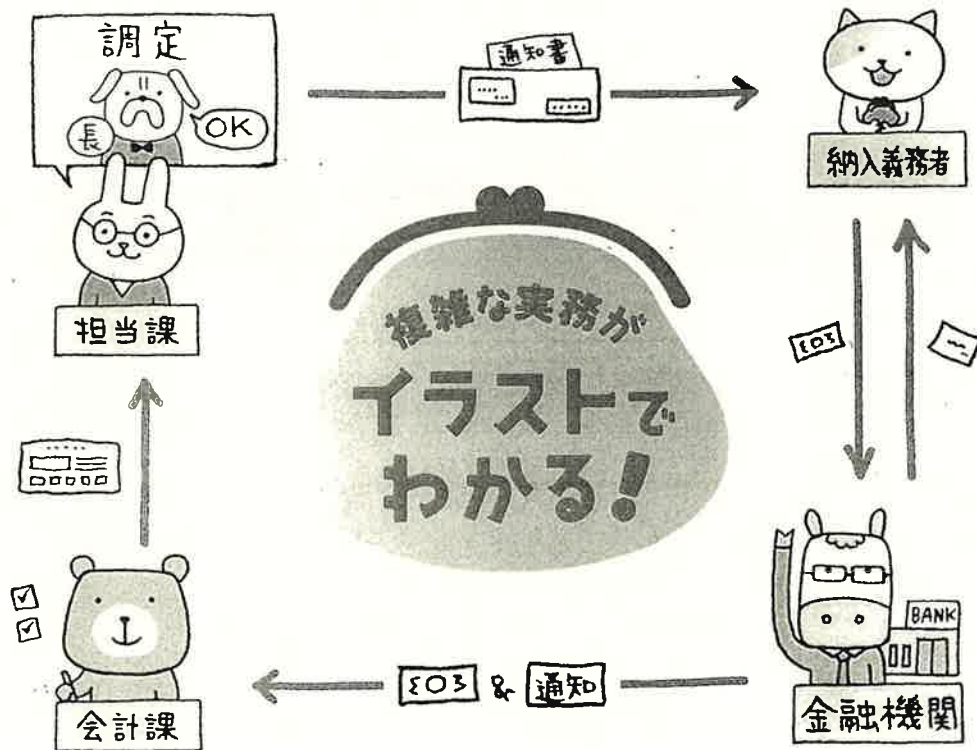 調定
長
OK
担当課
通知書
納入義務者
複雑な実務が
イラストで
わかる!
BANK
金融機関
&
通知
会計課